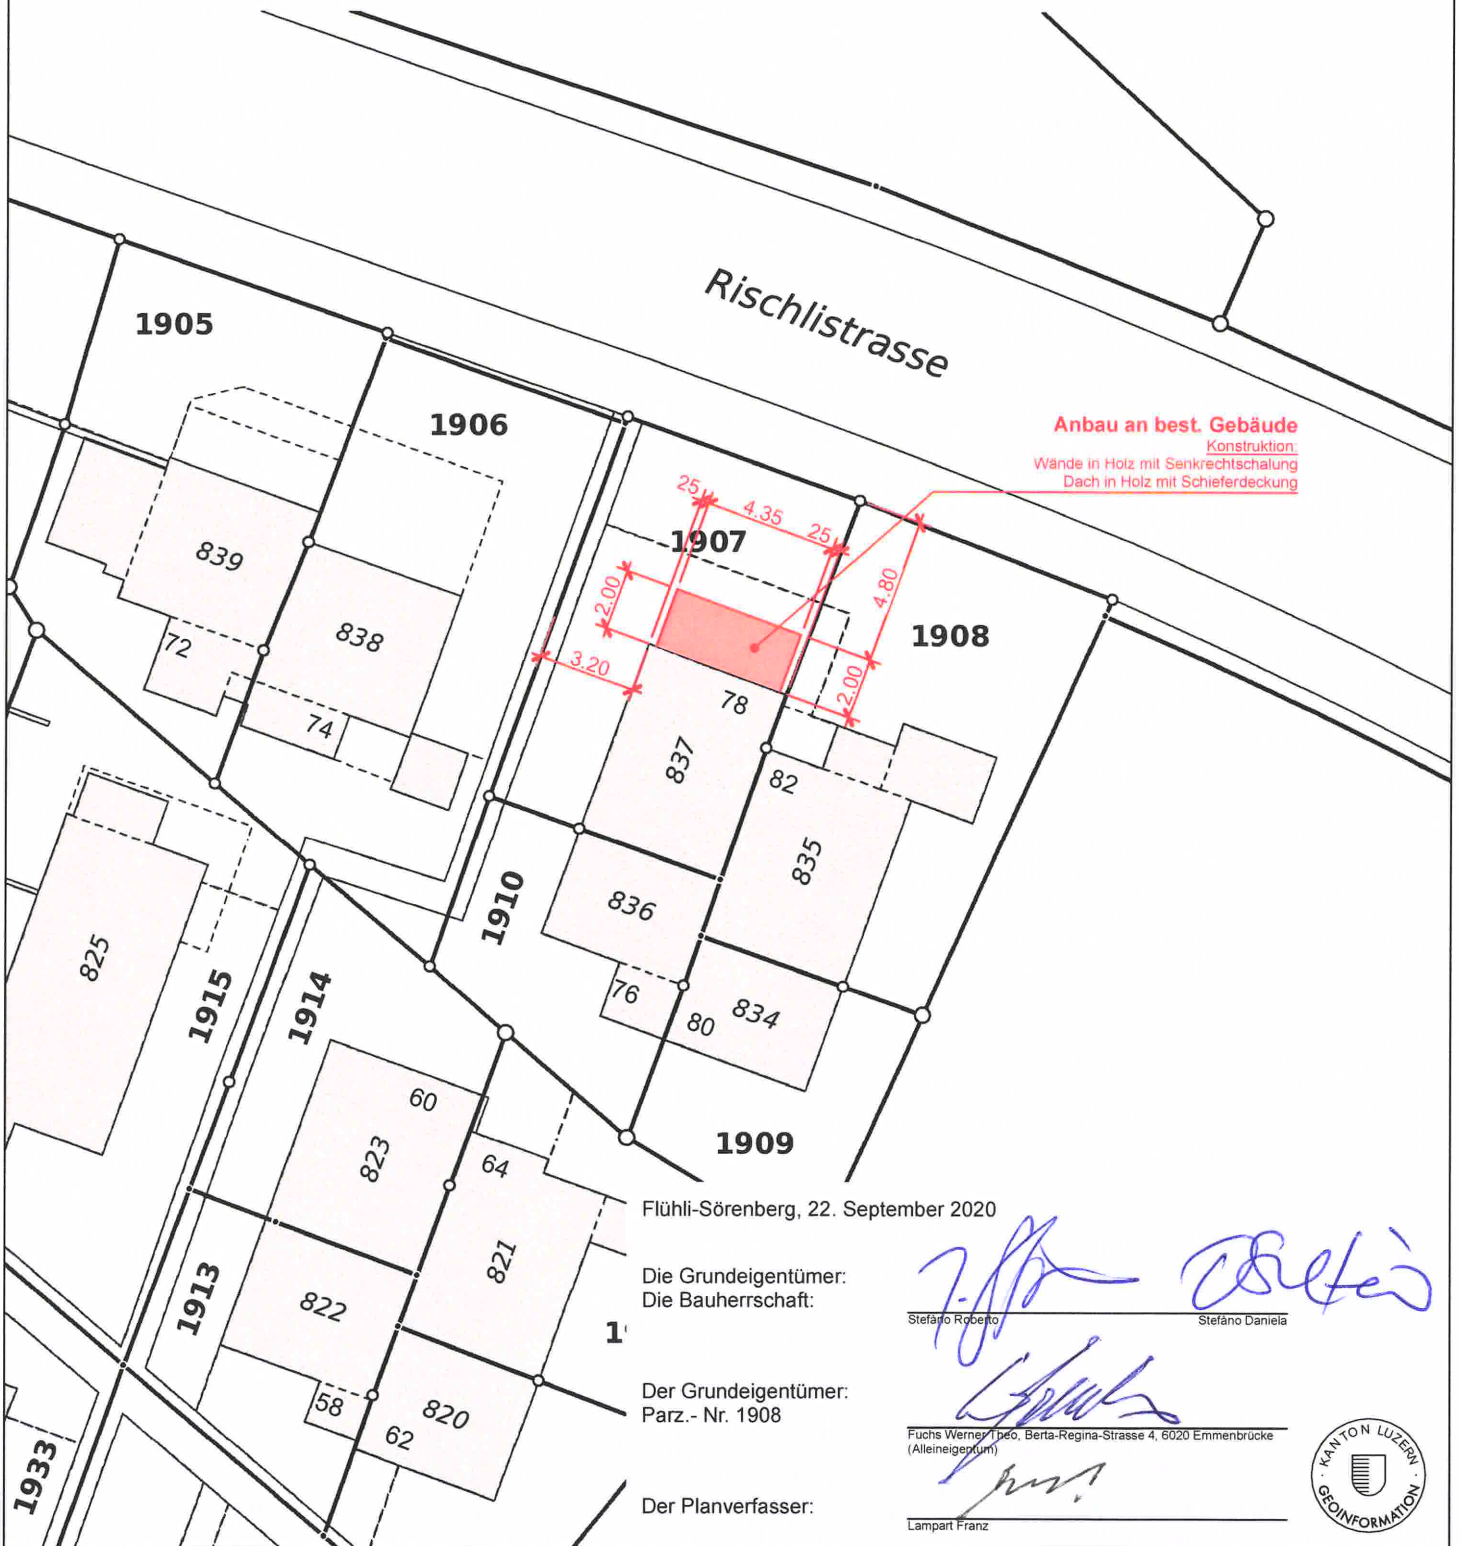 Rischlistrasse
1905
1906
Anbau an best. Gebäude
Konstruktion:
Wände in Holz mit Senkrechtschalung
Dach in Holz mit Schieferdeckung
25
4.35
25
1907
4.80
2.00
839
838
1908
72
3.20
2.00
78
74
837
82
835
836
1910
825
76
834
80
1915
1914
60
823
64
1909
821
1913
822
58
820
62
1933
Flühli-Sörenberg, 22. September 2020
Die Grundeigentümer:
Die Bauherrschaft:
Stefano Roberto
Stefano Daniela
Der Grundeigentümer:
Parz.- Nr. 1908
Fuchs Werner Theo, Berta-Regina-Strasse 4, 6020 Emmenbrücke
(Alleineigentum)
Der Planverfasser:
Lampart Franz
KANTON LUZERN
GEOINFORMATION